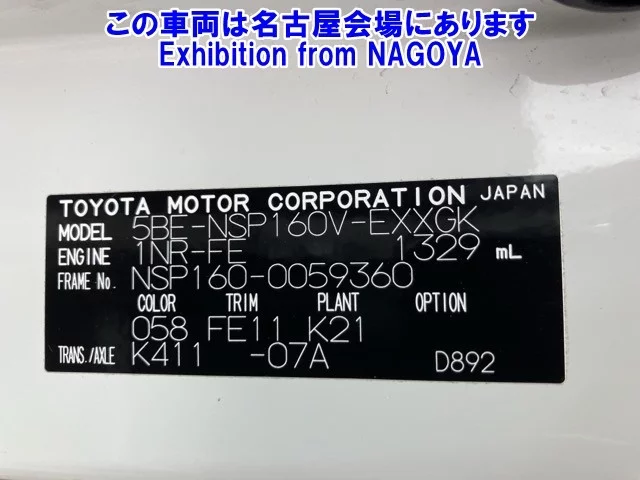 この車両は名古屋会場にあります
Exhibition from NAGOYA
TOYOTA MOTOR CORPORATION JAPAN
MODEL 5BE-NSP160V-EXXGK
ENGINE 1NR-FE 1329 mL
FRAME No. NSP160-0059360
COLOR TRIM PLANT OPTION
058 FE11 K21
TRANS./AXLE K411 -07A D892